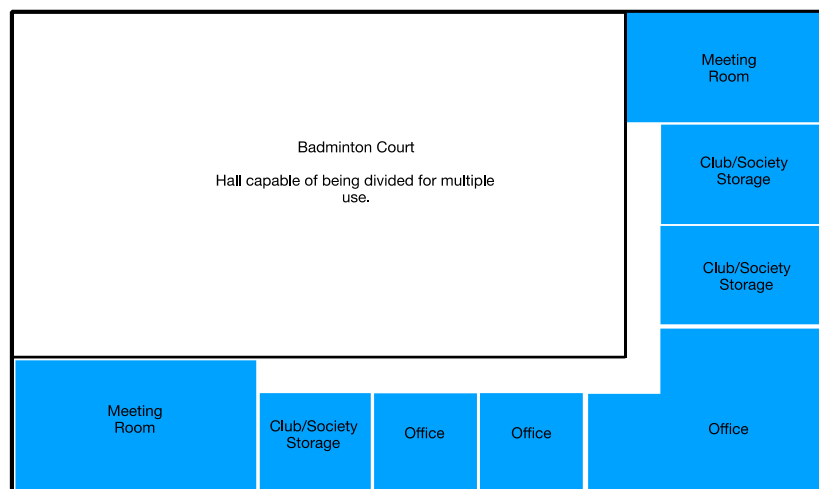 Meeting
Room
Badminton Court
Hall capable of being divided for multiple
use.
Club/Society
Storage
Club/Society
Storage
Meeting
Room
Club/Society
Storage
Office
Office
Office